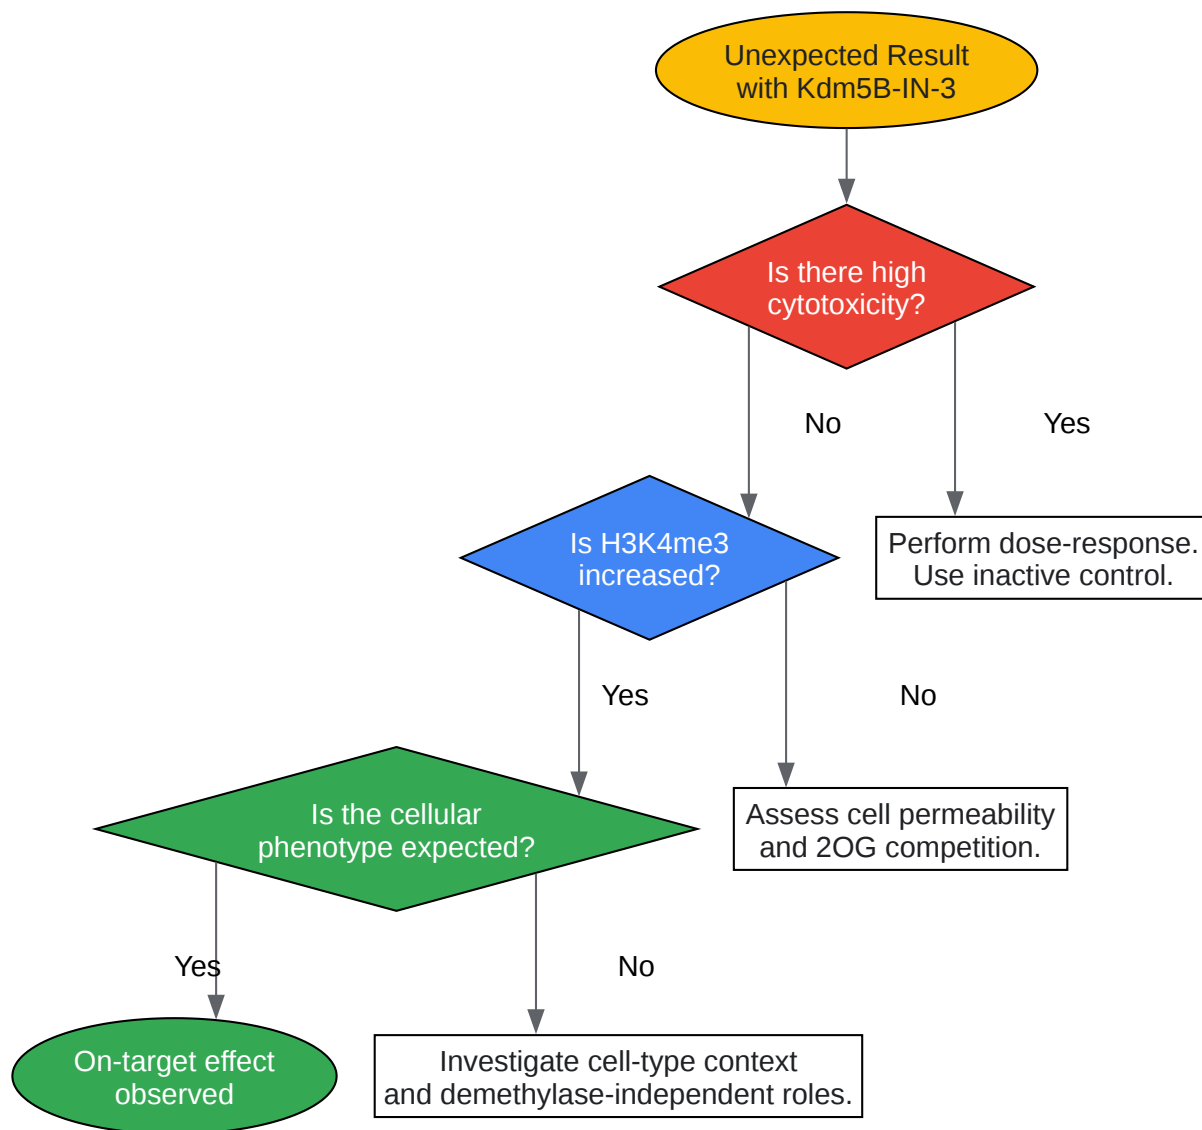 Unexpected Result
with Kdm5B-IN-3
Is there high
cytotoxicity?
No
Yes
Is H3K4me3
increased?
Perform dose-response.
Use inactive control.
Yes
No
Is the cellular
phenotype expected?
Assess cell permeability
and 2OG competition.
Yes
No
On-target effect
observed
Investigate cell-type context
and demethylase-independent roles.